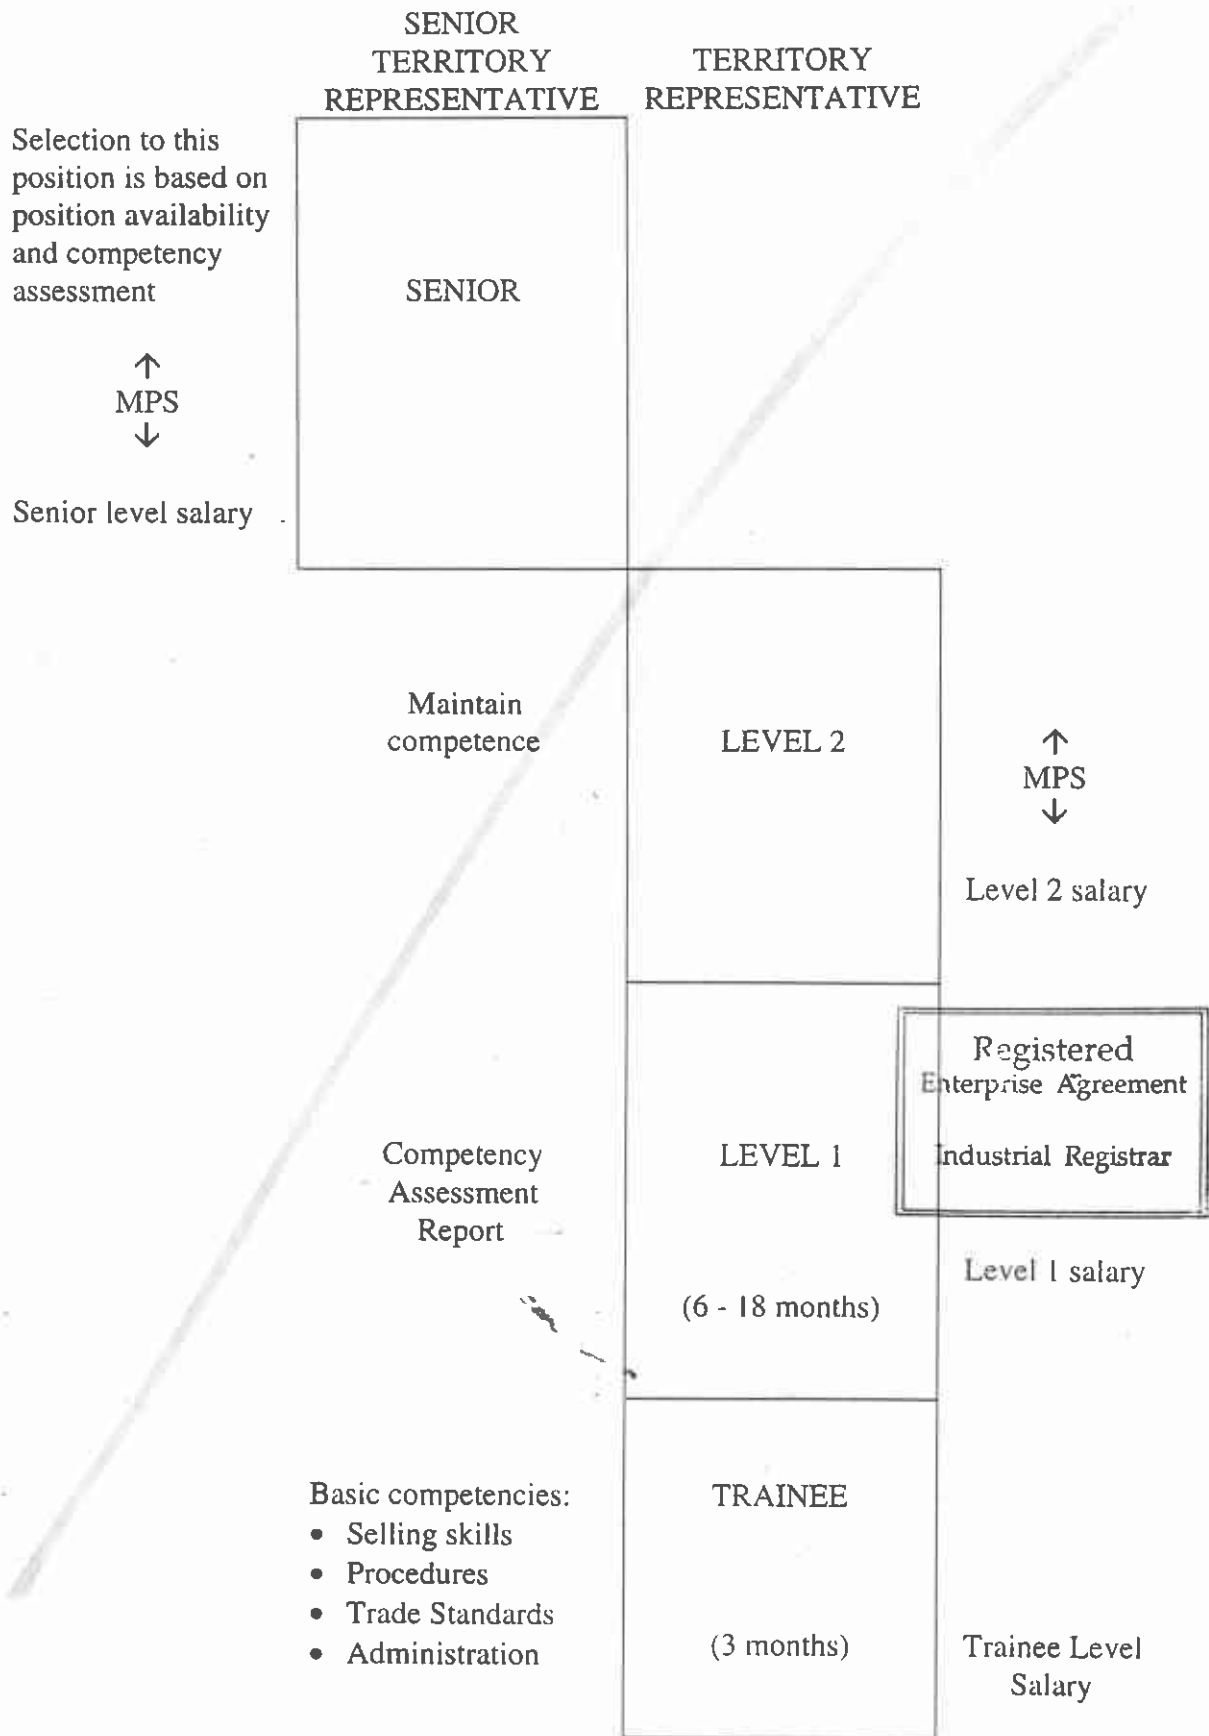 SENIOR
TERRITORY
REPRESENTATIVE
TERRITORY
REPRESENTATIVE
Selection to this
position is based on
position availability
and competency
assessment
SENIOR
↑
MPS
↓
Senior level salary
Maintain
competence
LEVEL 2
↑
MPS
↓
Level 2 salary
Registered
Enterprise Agreement
Industrial Registrar
Competency
Assessment
Report
LEVEL 1
Level 1 salary
(6 - 18 months)
Basic competencies:
• Selling skills
• Procedures
• Trade Standards
• Administration
TRAINEE
(3 months)
Trainee Level
Salary